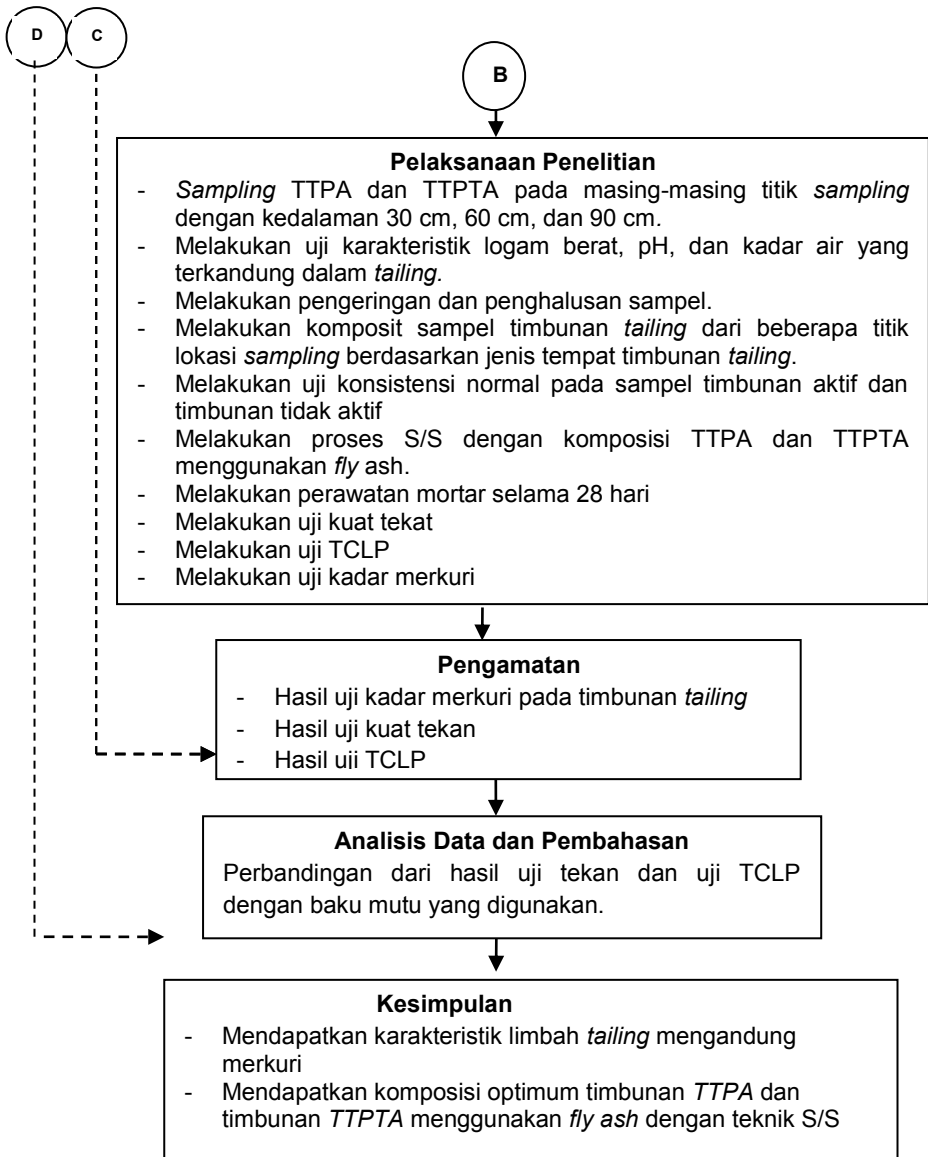 D C
B
Pelaksanaan Penelitian
- Sampling TTPA dan TTPTA pada masing-masing titik sampling
dengan kedalaman 30 cm, 60 cm, dan 90 cm.
- Melakukan uji karakteristik logam berat, pH, dan kadar air yang
terkandung dalam tailing.
- Melakukan pengeringan dan penghalusan sampel.
- Melakukan komposit sampel timbunan tailing dari beberapa titik
lokasi sampling berdasarkan jenis tempat timbunan tailing.
- Melakukan uji konsistensi normal pada sampel timbunan aktif dan
timbunan tidak aktif
- Melakukan proses S/S dengan komposisi TTPA dan TTPTA
menggunakan fly ash.
- Melakukan perawatan mortar selama 28 hari
- Melakukan uji kuat tekat
- Melakukan uji TCLP
- Melakukan uji kadar merkuri
Pengamatan
- Hasil uji kadar merkuri pada timbunan tailing
- Hasil uji kuat tekan
- Hasil uji TCLP
Analisis Data dan Pembahasan
Perbandingan dari hasil uji tekan dan uji TCLP
dengan baku mutu yang digunakan.
Kesimpulan
- Mendapatkan karakteristik limbah tailing mengandung
merkuri
- Mendapatkan komposisi optimum timbunan TTPA dan
timbunan TTPTA menggunakan fly ash dengan teknik S/S